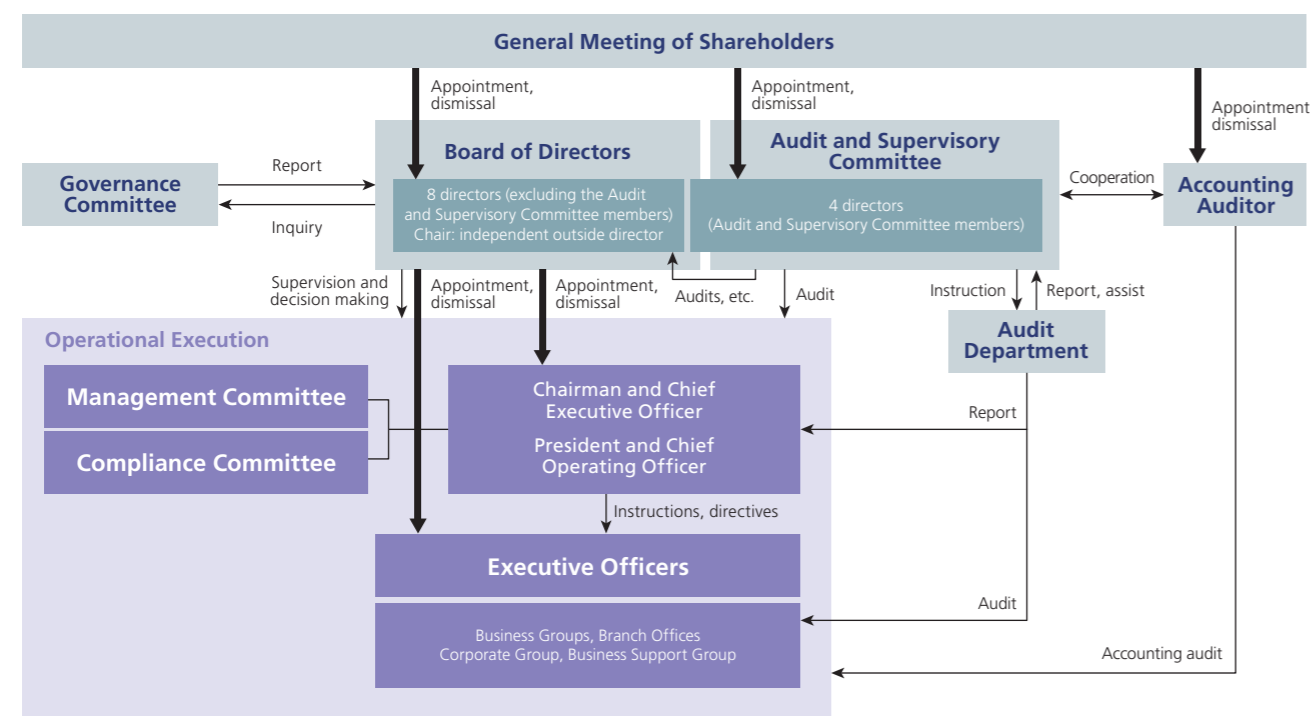 General Meeting of Shareholders
Appointment,
dismissal
Appointment,
dismissal
Appointment
dismissal
Governance
Committee
Report
Inquiry
Board of Directors
8 directors (excluding the Audit
and Supervisory Committee members)
Chair: independent outside director
Audit and Supervisory
Committee
4 directors
(Audit and Supervisory Committee members)
Cooperation
Accounting
Auditor
Supervision and
decision making
Appointment,
dismissal
Appointment,
dismissal
Audits, etc.
Audit
Instruction
Report, assist
Audit
Department
Operational Execution
Management Committee
Compliance Committee
Chairman and Chief
Executive Officer
President and Chief
Operating Officer
Report
Instructions, directives
Executive Officers
Audit
Business Groups, Branch Offices
Corporate Group, Business Support Group
Accounting audit